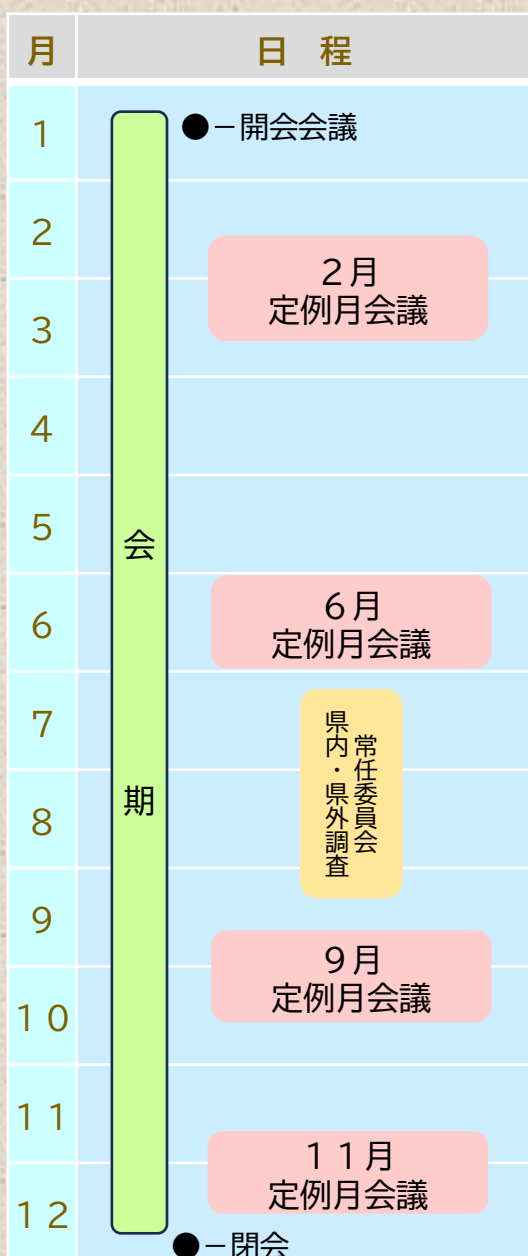 月
日 程
1
●－開会会議
2
2月
定例月会議
3
4
5
会
6
6月
定例月会議
7
常任委員会
県内・県外調査
期
8
9
9月
定例月会議
10
11
11月
定例月会議
12
●－閉会